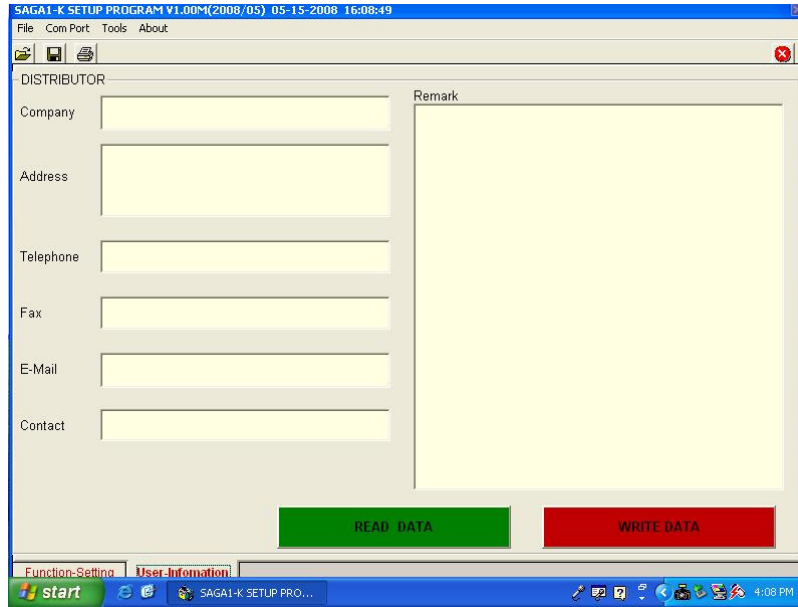 SAGA1-K SETUP PROGRAM V1.00M(2008/05) 05-15-2008 16:08:49
File Com Port Tools About
DISTRIBUTOR
Company
Address
Telephone
Fax
E-Mail
Contact
Remark
READ DATA
WRITE DATA
Function-Setting User-Infomation
start SAGA1-K SETUP PRO... 4:08 PM